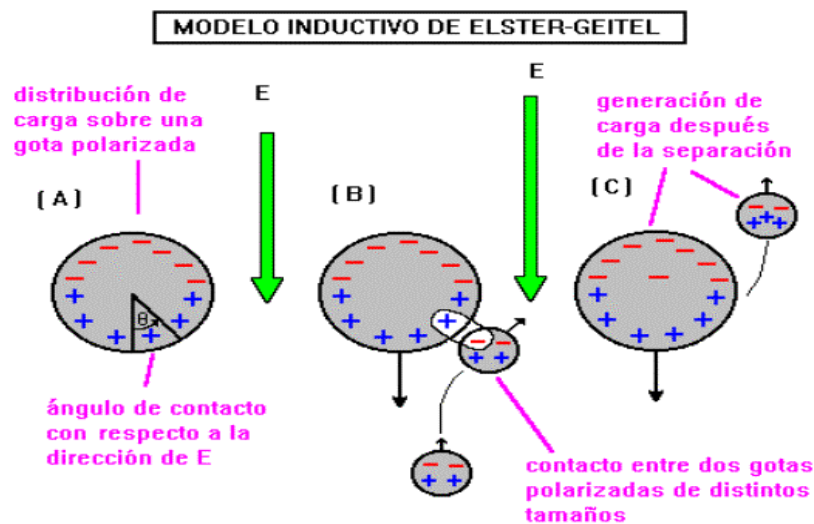 MODELO INDUCTIVO DE ELSTER-GEITEL
distribución de
carga sobre una
gota polarizada
E
E
generación de
carga después
de la separación
(A)
(B)
(C)
θ
ángulo de contacto
con respecto a la
dirección de E
contacto entre dos gotas
polarizadas de distintos
tamaños